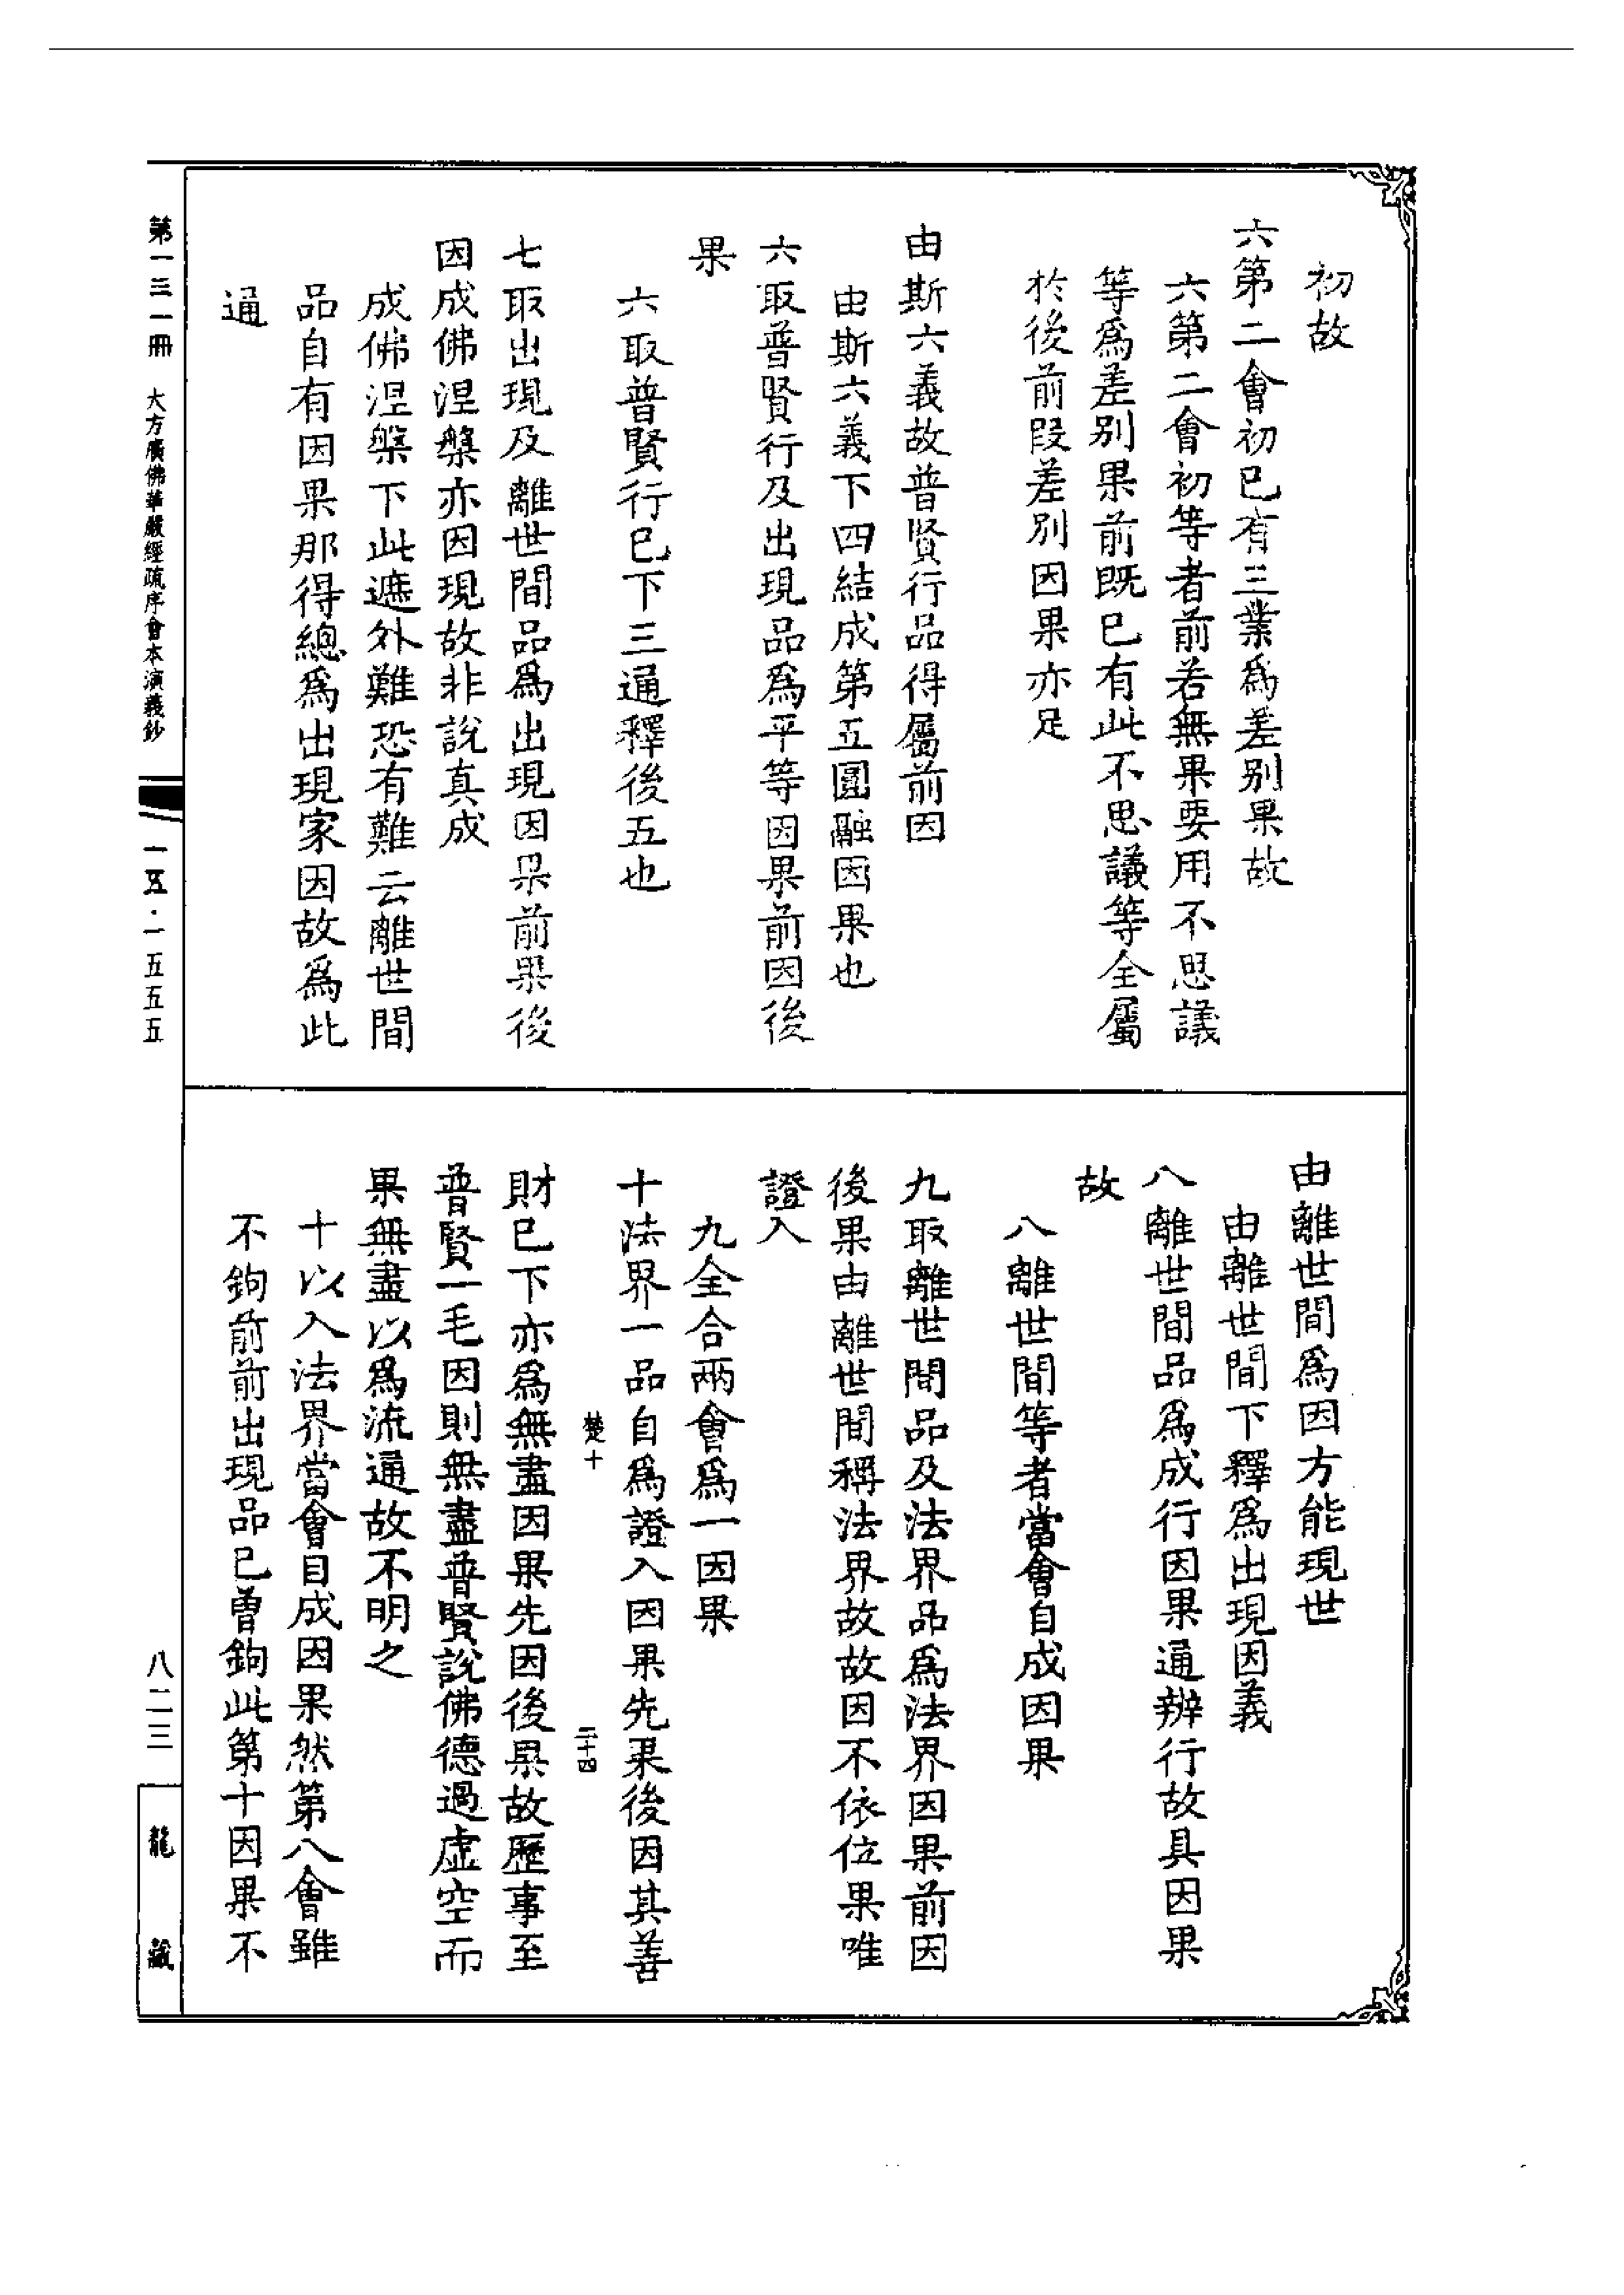 初故
六第二會初已有三業為差別果故
六第二會初等者前若無果要用不思議
等為差別果前既已有此不思議等全屬
於後前段差別因果亦足
由斯六義故普賢行品得屬前因
由斯六義下四結成第五圓融因果也
六取普賢行及出現品為平等因果前因後
果
六取普賢行已下三通釋後五也
七取出現及離世間品為出現因果前果後
因成佛涅槃亦因現故非說真成
成佛涅槃下此遮外難恐有難云離世間
品自有因果那得總為出現家因故為此
通
由離世間為因方能現世
由離世間下釋為出現因義
八離世間品為成行因果通辨行故具因果
故
八離世間等者當會自成因果
九取離世間品及法界品為法界因果前因
後果由離世間稱法界故故因不依位果唯
證入
九全合兩會為一因果
十法界一品自為證入因果先果後因其善
楚十
二十四
財已下亦為無盡因果先因後果故歷事至
普賢一毛因則無盡普賢說佛德過虛空而
果無盡以為流通故不明之
十以入法界當會自成因果然第八會雖
不鉤前前出現品已曾鉤此第十因果不
第一三一冊
大方廣佛華嚴經疏序會本演義鈔
一五·一五五五
八二三
龍藏